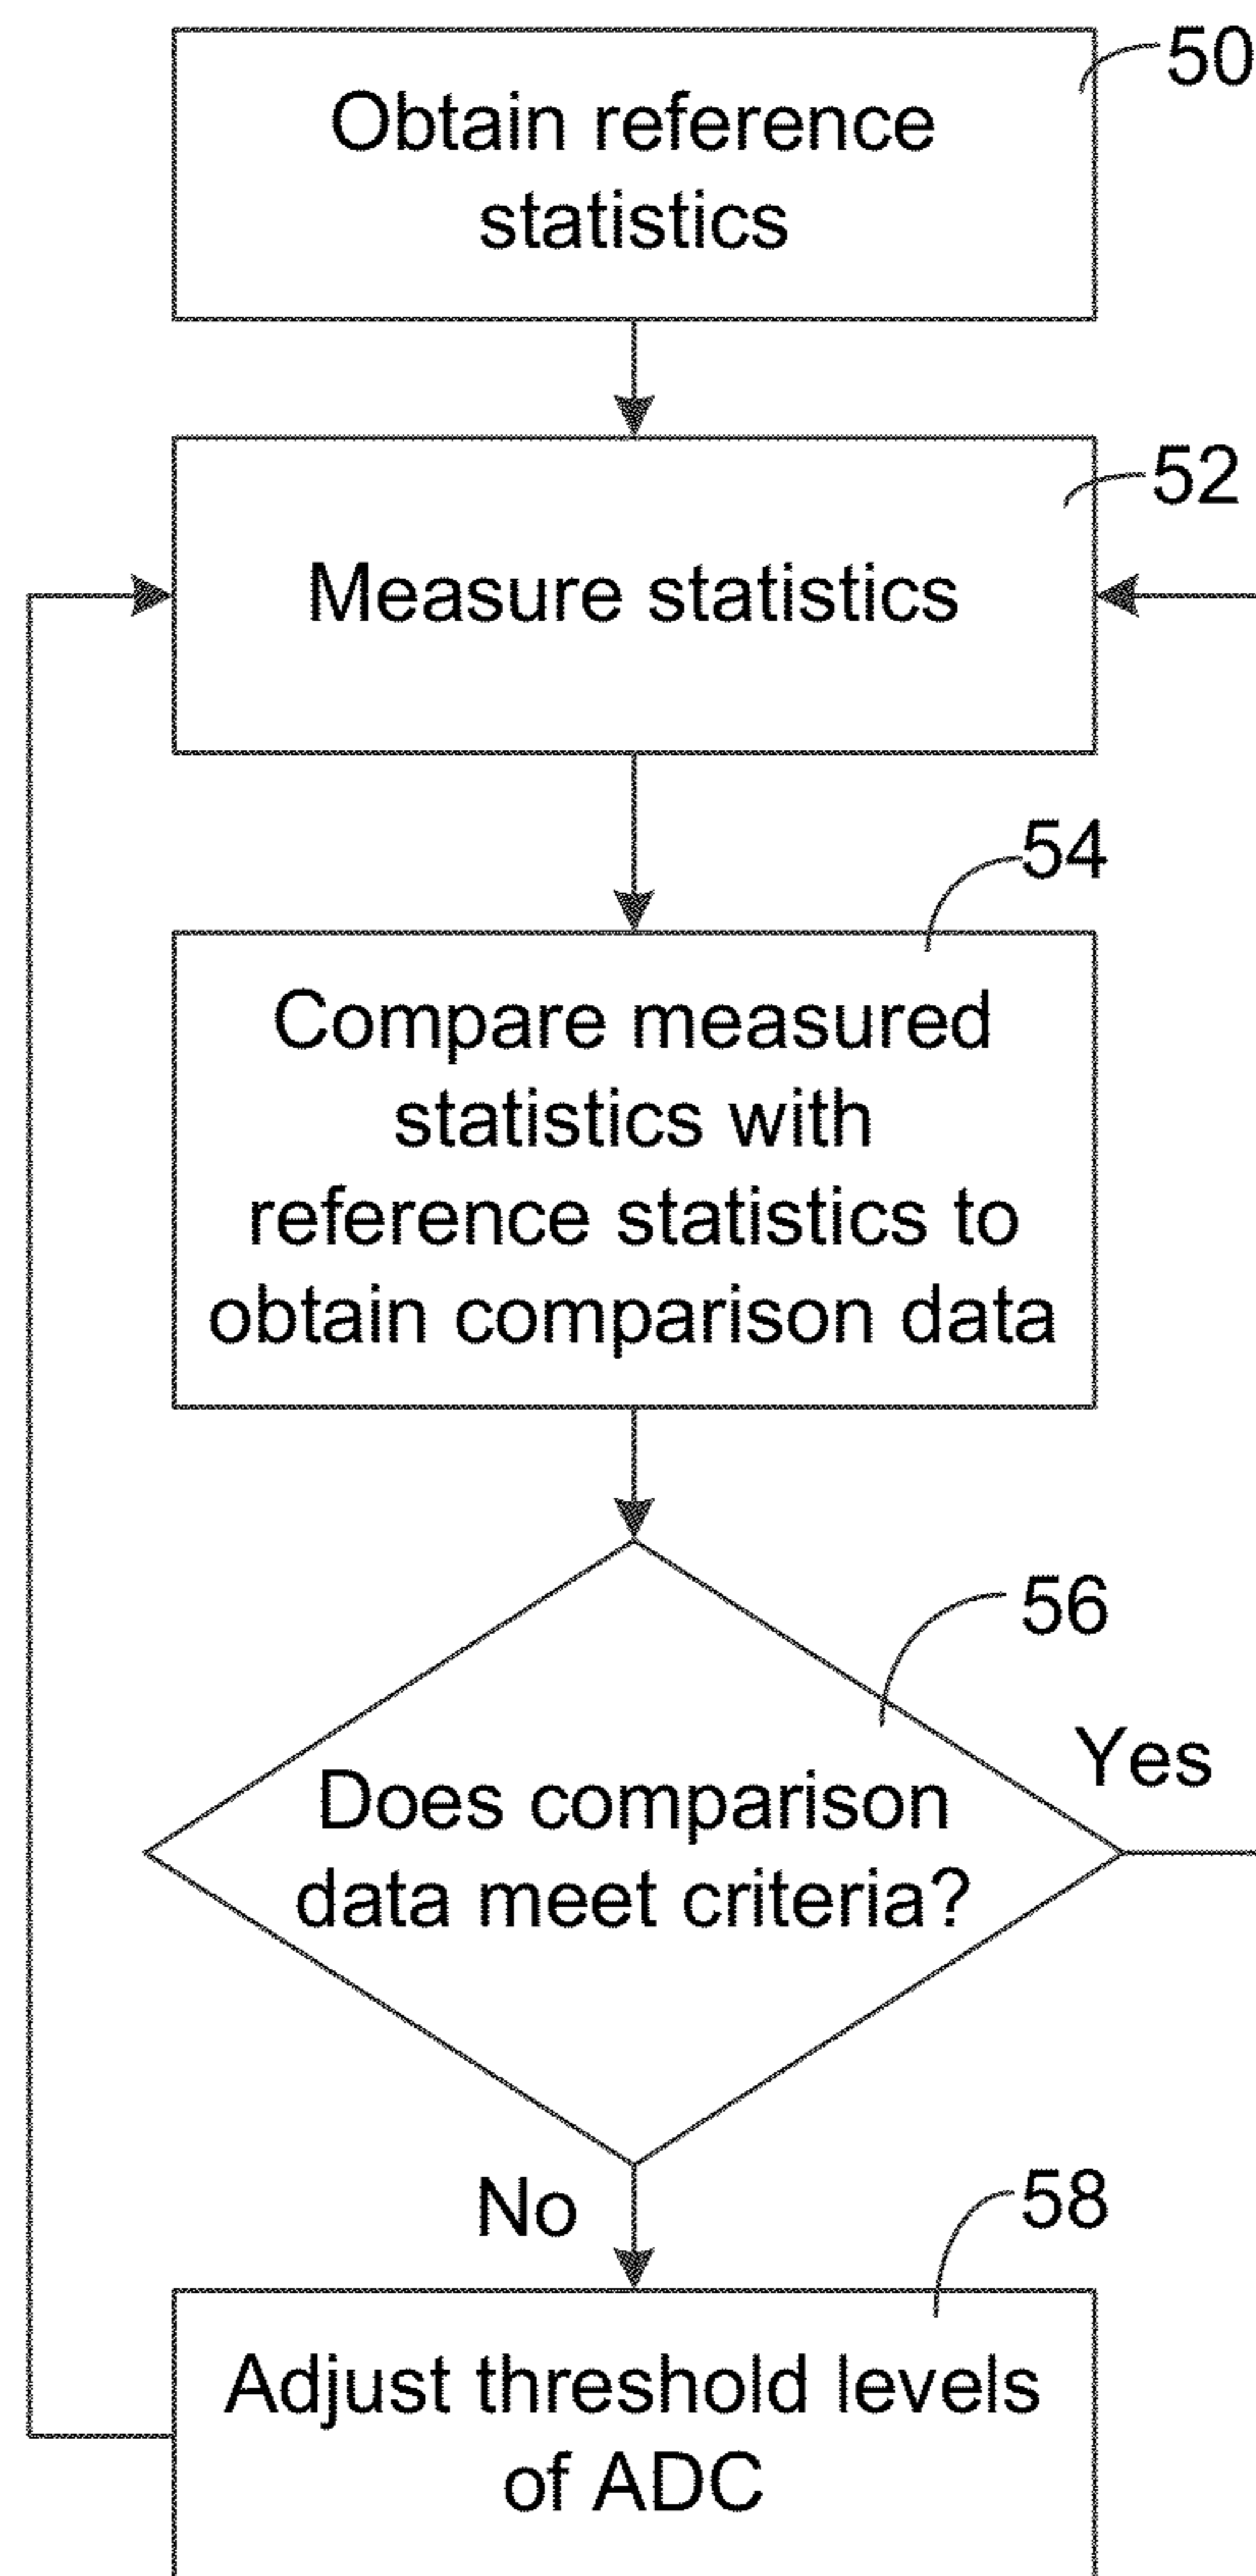 50
Obtain reference
statistics
52
Measure statistics
54
Compare measured
statistics with
reference statistics to
obtain comparison data
56
Does comparison
data meet criteria?
Yes
No
58
Adjust threshold levels
of ADC